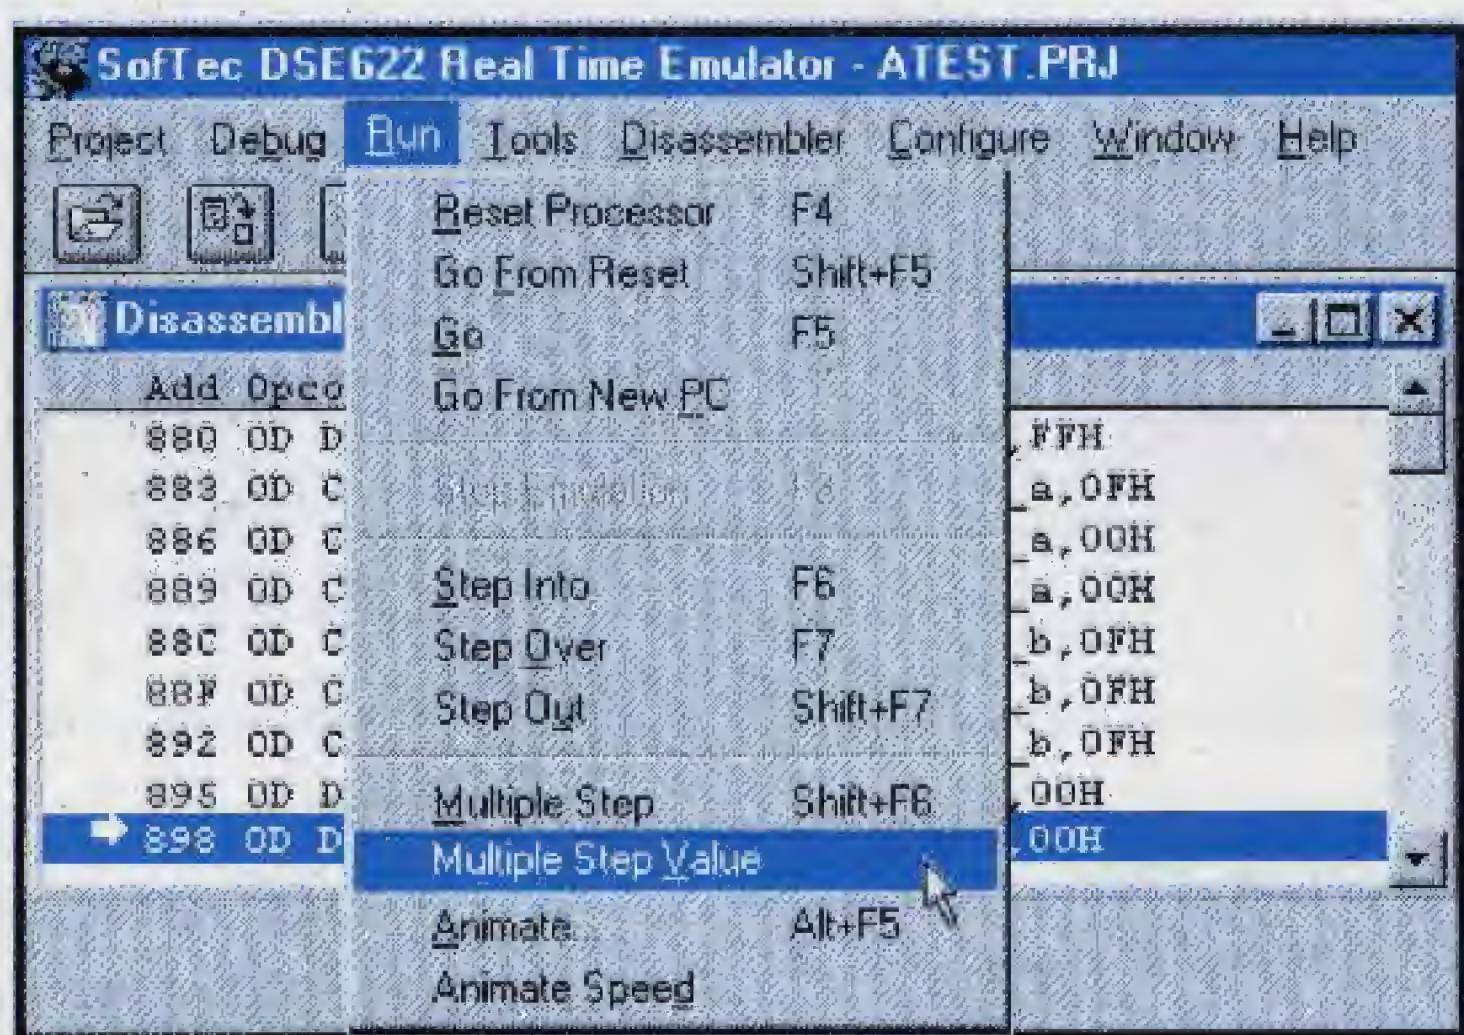 SofTec DSE622 Real Time Emulator - ATEST.PRJ
Project Debug Run Tools Disassembler Configure Window Help
Reset Processor F4
Go From Reset Shift+F5
Disassembl
Go F5
Add Opco
Go From New PC
880 0D D ,FFH
883 0D C _a,0FH
Stop Emulation F8
886 0D C _a,00H
889 0D C Step Into F6 _a,00H
88C 0D C Step Over F7 _b,0FH
88F 0D C Step Out Shift+F7 _b,0FH
892 0D C _b,0FH
895 0D D Multiple Step Shift+F6 ,00H
898 0D D Multiple Step Value ,00H
Animate Alt+F5
Animate Speed